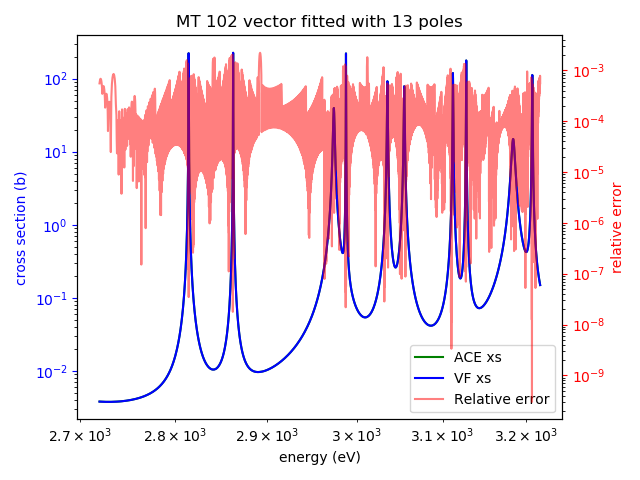 MT 102 vector fitted with 13 poles
cross section (b)
10²
10¹
10⁰
10⁻¹
10⁻²
10⁻³
10⁻⁴
10⁻⁵
10⁻⁶
10⁻⁷
10⁻⁸
10⁻⁹
relative error
ACE xs
VF xs
Relative error
2.7 × 10³ 2.8 × 10³ 2.9 × 10³ 3 × 10³ 3.1 × 10³ 3.2 × 10³
energy (eV)